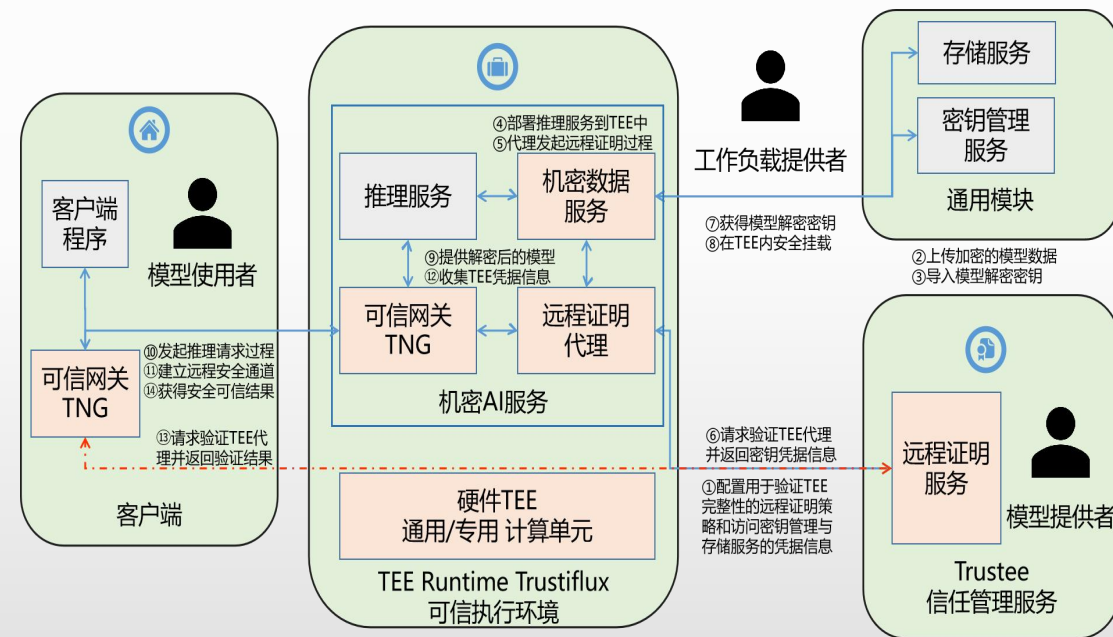 客户端
程序
模型使用者
可信网关
TNG
⑩发起推理请求过程
⑪建立远程安全通道
⑭获得安全可信结果
⑬请求验证TEE代
理并返回验证结果
客户端
④部署推理服务到TEE中
⑤代理发起远程证明过程
推理服务
机密数据
服务
⑨提供解密后的模型
⑫收集TEE凭据信息
可信网关
TNG
远程证明
代理
机密AI服务
硬件TEE
通用/专用 计算单元
TEE Runtime Trustiflux
可信执行环境
工作负载提供者
⑦获得模型解密密钥
⑧在TEE内安全挂载
⑥请求验证TEE代理
并返回密钥凭据信息
①配置用于验证TEE
完整性的远程证明策
略和访问密钥管理与
存储服务的凭据信息
存储服务
密钥管理
服务
通用模块
②上传加密的模型数据
③导入模型解密密钥
远程证明
服务
模型提供者
Trustee
信任管理服务